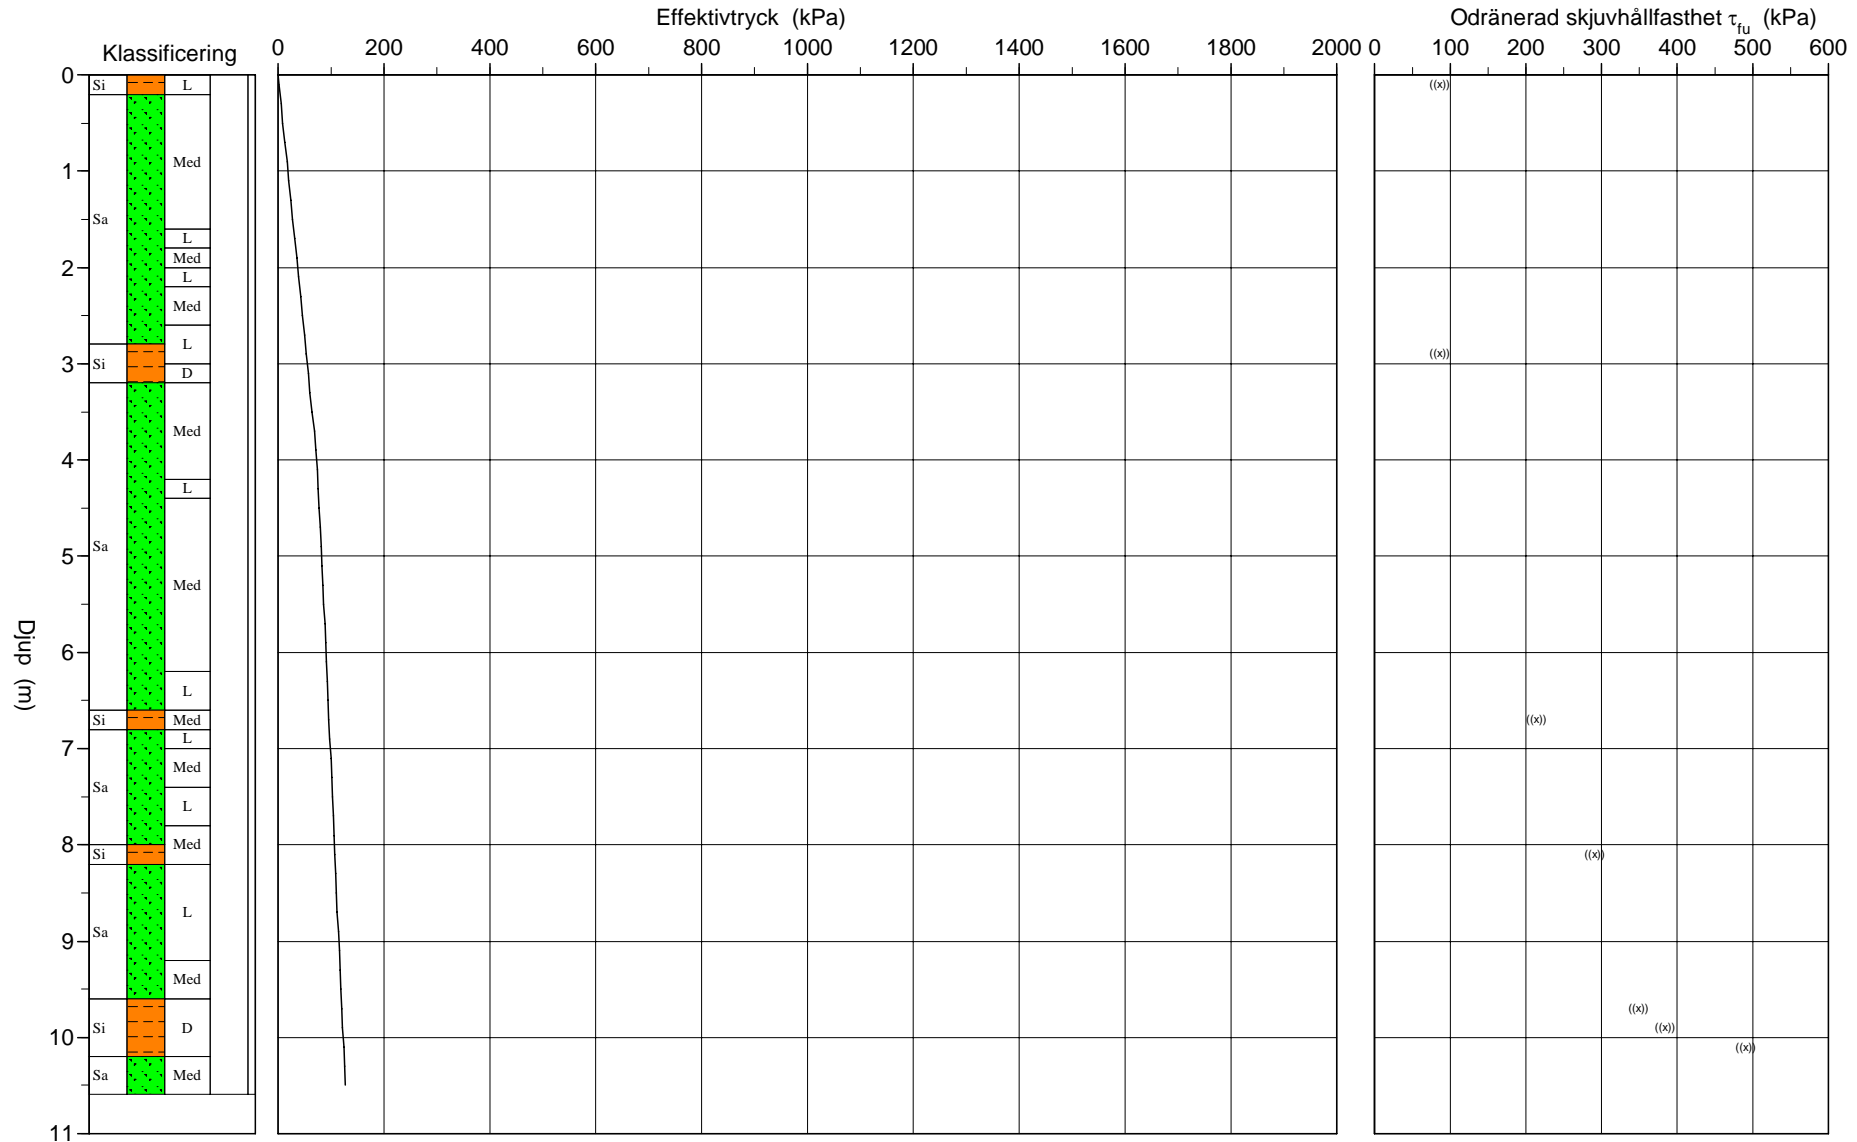 Effektivtryck (kPa)
Odränerad skjuvhållfasthet τfu (kPa)
Klassificering
0 200 400 600 800 1000 1200 1400 1600 1800 2000
0 100 200 300 400 500 600
0
Si L
((x))
Med
1
Sa
L
Med
2
L
Med
L
((x))
3
Si
D
Med
4
L
Sa
5
Med
Djup (m)
6
L
Si Med
((x))
L
7
Med
Sa
L
8
Med
Si
((x))
L
Sa
9
Med
((x))
Si D
((x))
10
((x))
Sa Med
11